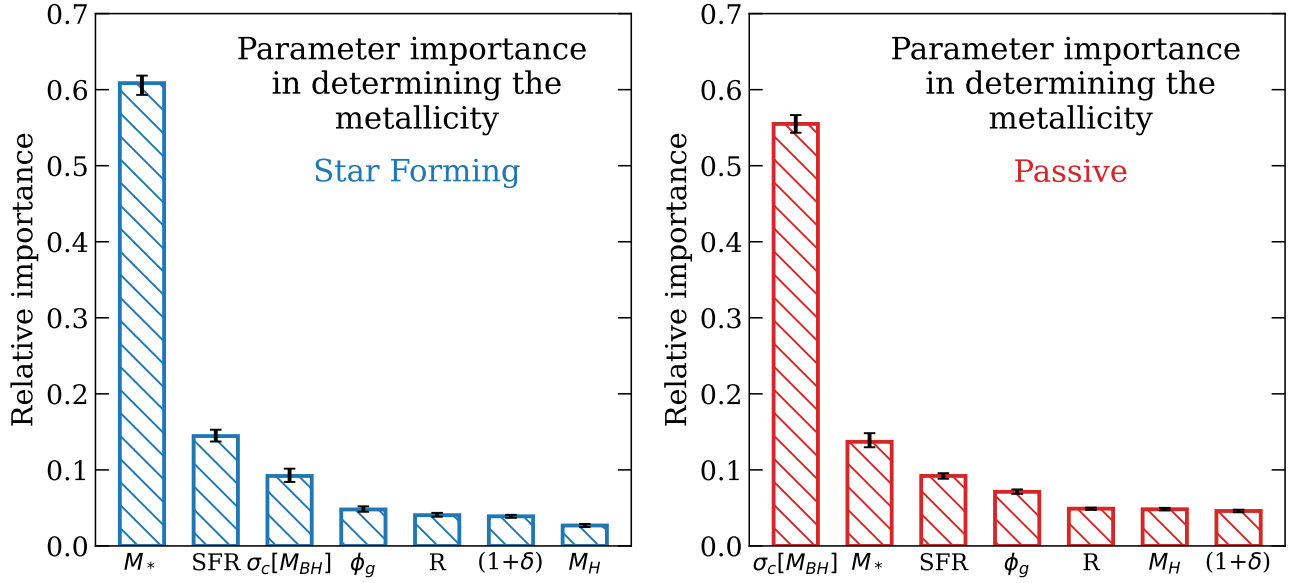 0.7
0.6
0.5
0.4
0.3
0.2
0.1
0.0
Relative importance
Parameter importance
in determining the
metallicity
Star Forming
M* SFR σc[MBH] ϕg R (1+δ) MH
0.7
0.6
0.5
0.4
0.3
0.2
0.1
0.0
Relative importance
Parameter importance
in determining the
metallicity
Passive
σc[MBH] M* SFR ϕg R MH (1+δ)